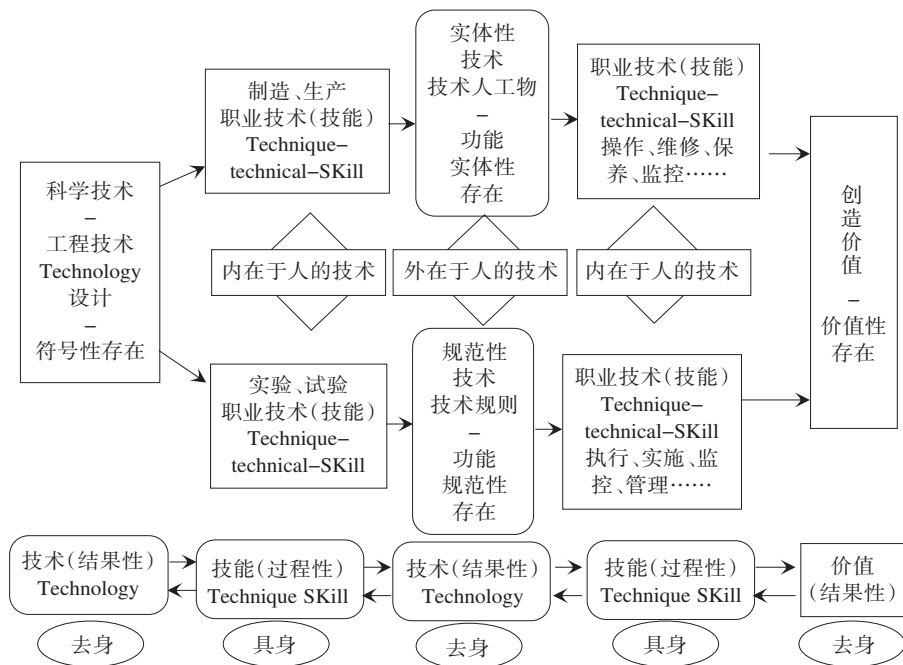 科学技术
–
工程技术
Technology
设计
–
符号性存在
制造、生产
职业技术(技能)
Technique-
technical-SKill
实体性
技术
技术人工物
–
功能
实体性
存在
职业技术(技能)
Technique-
technical-SKill
操作、维修、保
养、监控……
创造价值
–
价值性
存在
内在于人的技术
外在于人的技术
内在于人的技术
实验、试验
职业技术(技能)
Technique-
technical-SKill
规范性
技术
技术规则
–
功能
规范性
存在
职业技术(技能)
Technique-
technical-SKill
执行、实施、监
控、管理……
技术(结果性)
Technology
技能(过程性)
Technique SKill
技术(结果性)
Technology
技能(过程性)
Technique SKill
价值
(结果性)
去身
具身
去身
具身
去身